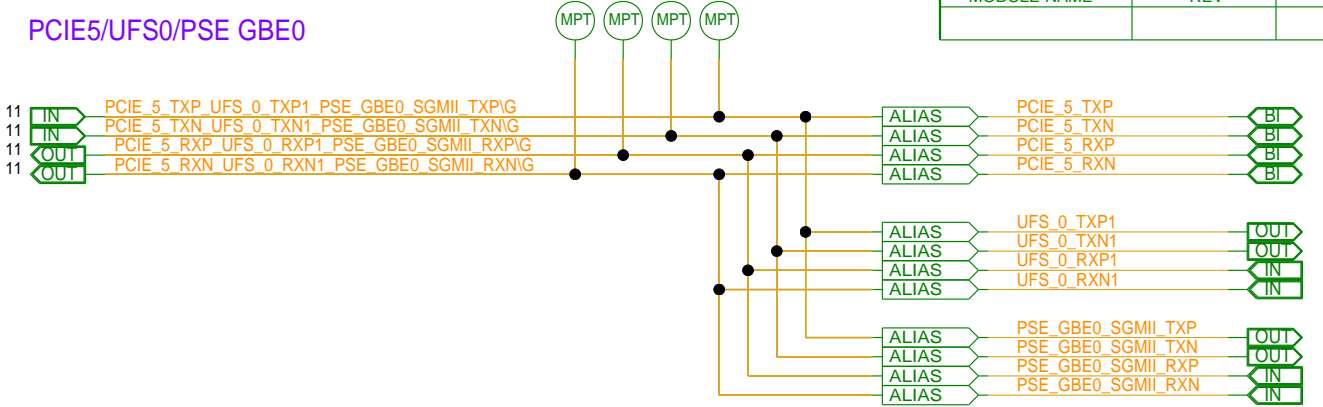 MODULE NAME REV
PCIE5/UFS0/PSE GBE0
MPT MPT MPT MPT
11 IN PCIE_5_TXP_UFS_0_TXP1_PSE_GBE0_SGMII_TXP\G ALIAS PCIE_5_TXP BI
11 IN PCIE_5_TXN_UFS_0_TXN1_PSE_GBE0_SGMII_TXN\G ALIAS PCIE_5_TXN BI
11 OUT PCIE_5_RXP_UFS_0_RXP1_PSE_GBE0_SGMII_RXP\G ALIAS PCIE_5_RXP BI
11 OUT PCIE_5_RXN_UFS_0_RXN1_PSE_GBE0_SGMII_RXN\G ALIAS PCIE_5_RXN BI
ALIAS UFS_0_TXP1 OUT
ALIAS UFS_0_TXN1 OUT
ALIAS UFS_0_RXP1 IN
ALIAS UFS_0_RXN1 IN
ALIAS PSE_GBE0_SGMII_TXP OUT
ALIAS PSE_GBE0_SGMII_TXN OUT
ALIAS PSE_GBE0_SGMII_RXP IN
ALIAS PSE_GBE0_SGMII_RXN IN